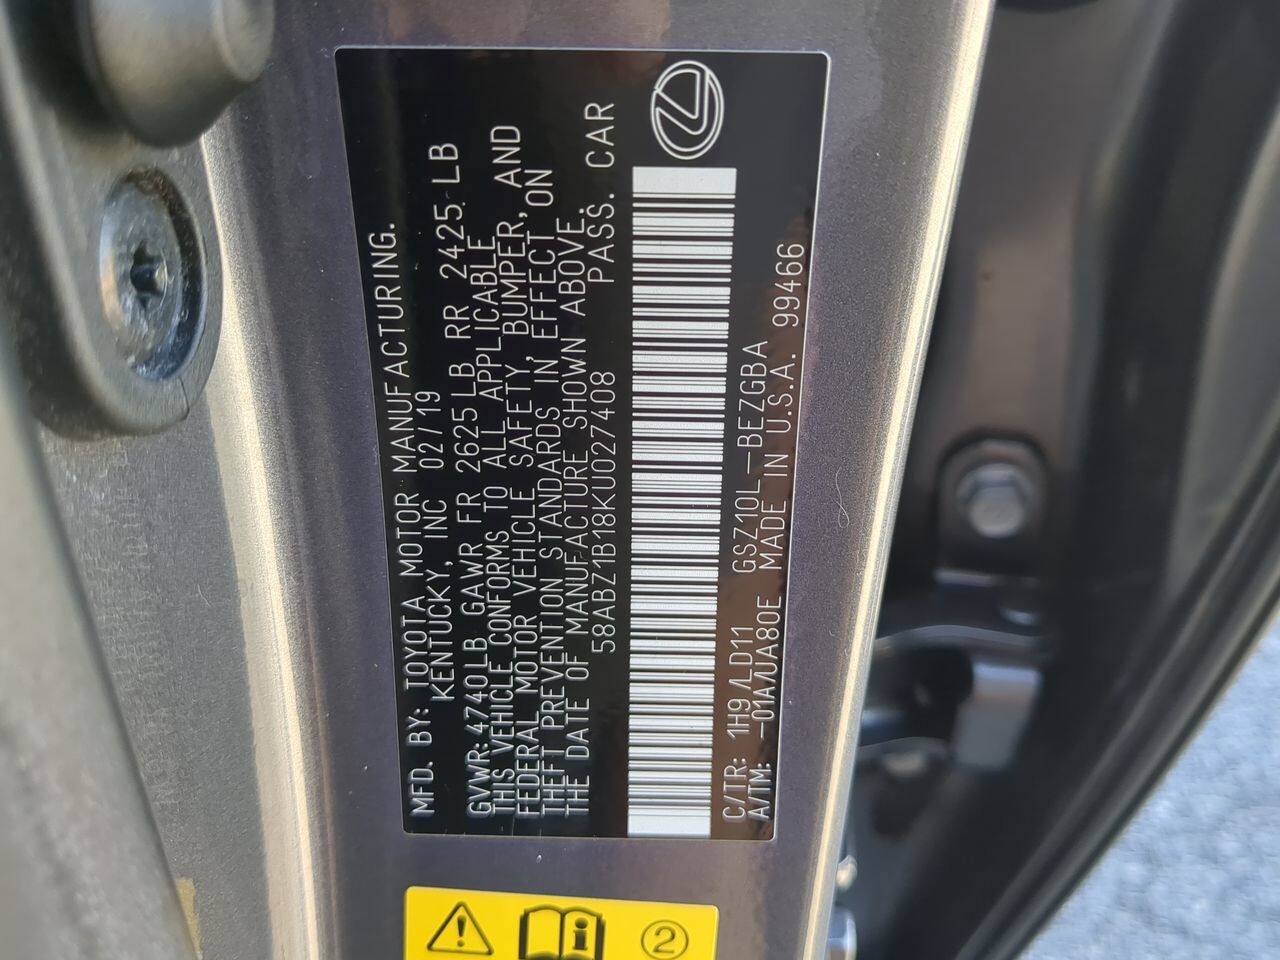 MFD. BY: TOYOTA MOTOR MANUFACTURING.
KENTUCKY, INC 02/19
GVWR: 4740LB GAWR FR 2625LB RR 2425 LB
THIS VEHICLE CONFORMS TO ALL APPLICABLE
FEDERAL MOTOR VEHICLE SAFETY, BUMPER, AND
THEFT PREVENTION STANDARDS IN EFFECT ON
THE DATE OF MANUFACTURE SHOWN ABOVE.
58ABZ1B18KU027408 PASS. CAR
C/TR: 1H9/LD11 GSZ10L-BEZGBA
A/TM: -01A/UA80E MADE IN U.S.A. 99466
2